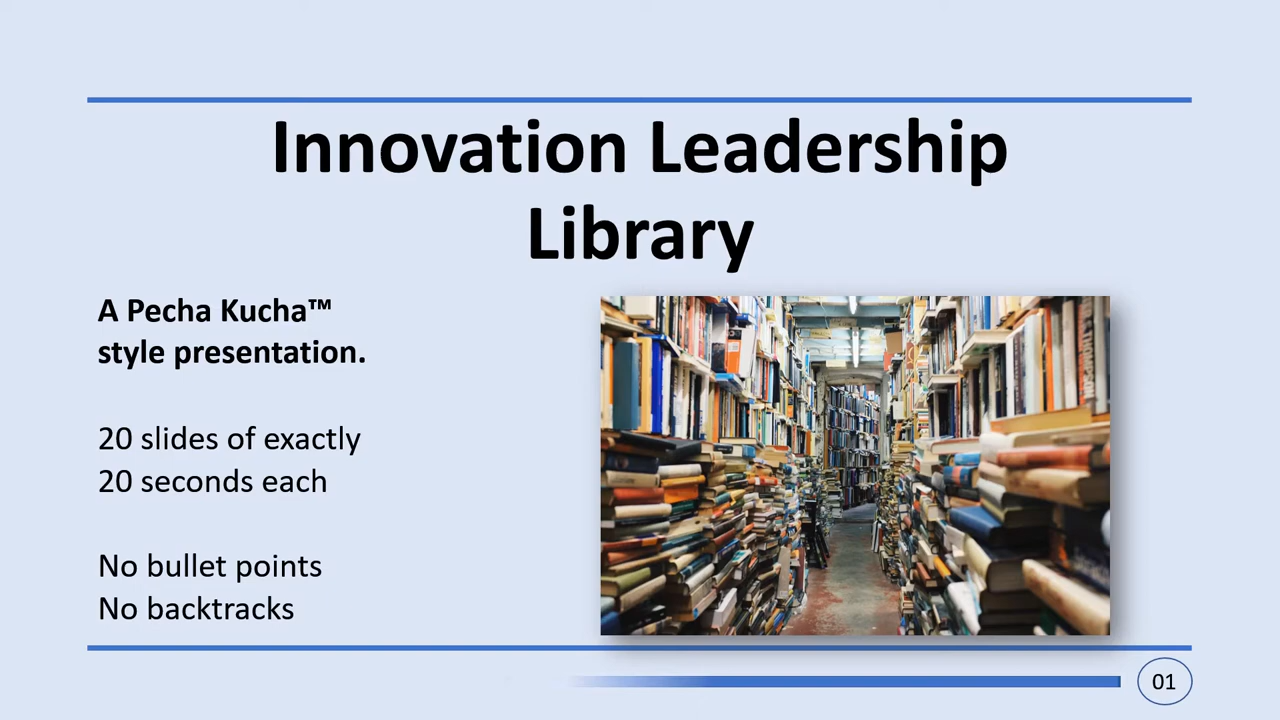 Innovation Leadership
Library
A Pecha Kucha™
style presentation.
20 slides of exactly
20 seconds each
No bullet points
No backtracks
01